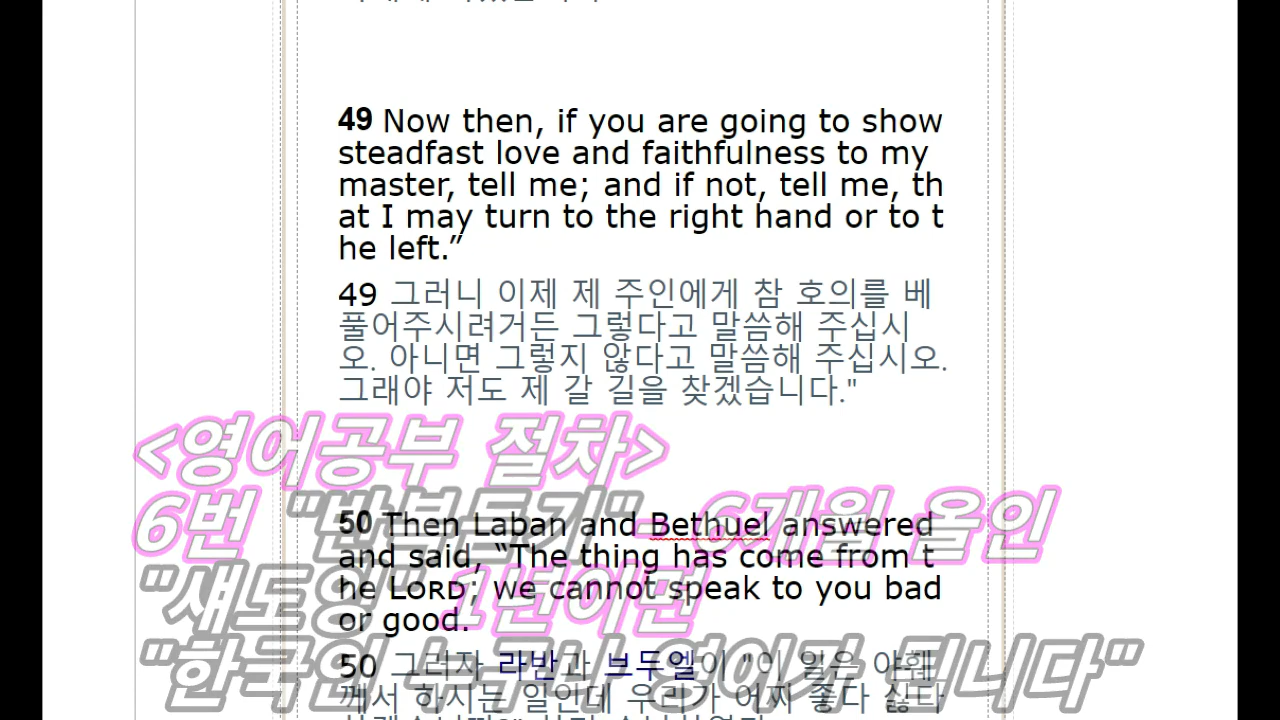 49 Now then, if you are going to show
steadfast love and faithfulness to my
master, tell me; and if not, tell me, th
at I may turn to the right hand or to t
he left.”
49 그러니 이제 제 주인에게 참 호의를 베
풀어주시려거든 그렇다고 말씀해 주십시
오. 아니면 그렇지 않다고 말씀해 주십시오.
그래야 저도 제 갈 길을 찾겠습니다."
<영어공부 절차>
6번 "반복듣기"- 6개월 올인
50 Then Laban and Bethuel answered
and said, “The thing has come from t
"섀도잉" 1년이면
he LORD; we cannot speak to you bad
or good.
"한국인 누구나 영어가 됩니다"
50 그러자 라반과 브두엘이 "이 일은 야훼
께서 하시는 일인데 우리가 어찌 좋다 싫다